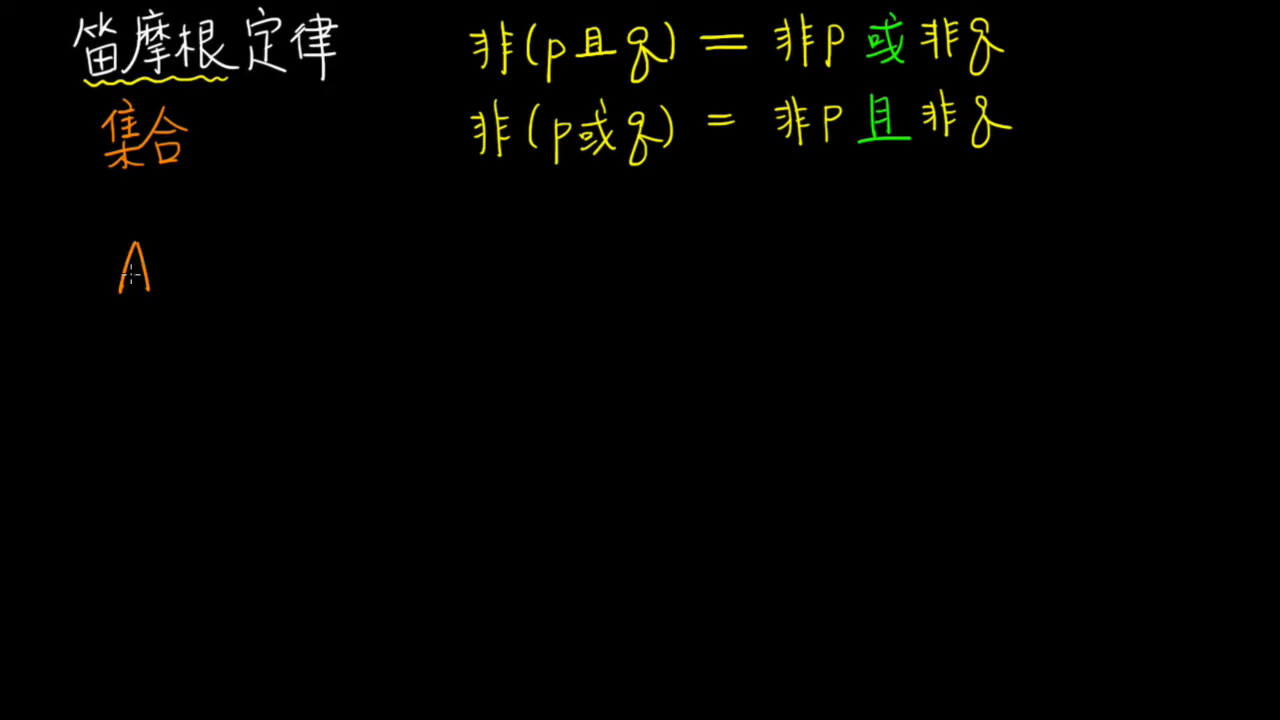 笛摩根定律
非(p且q) = 非p或非q
集合
非(p或q) = 非p且非q
A